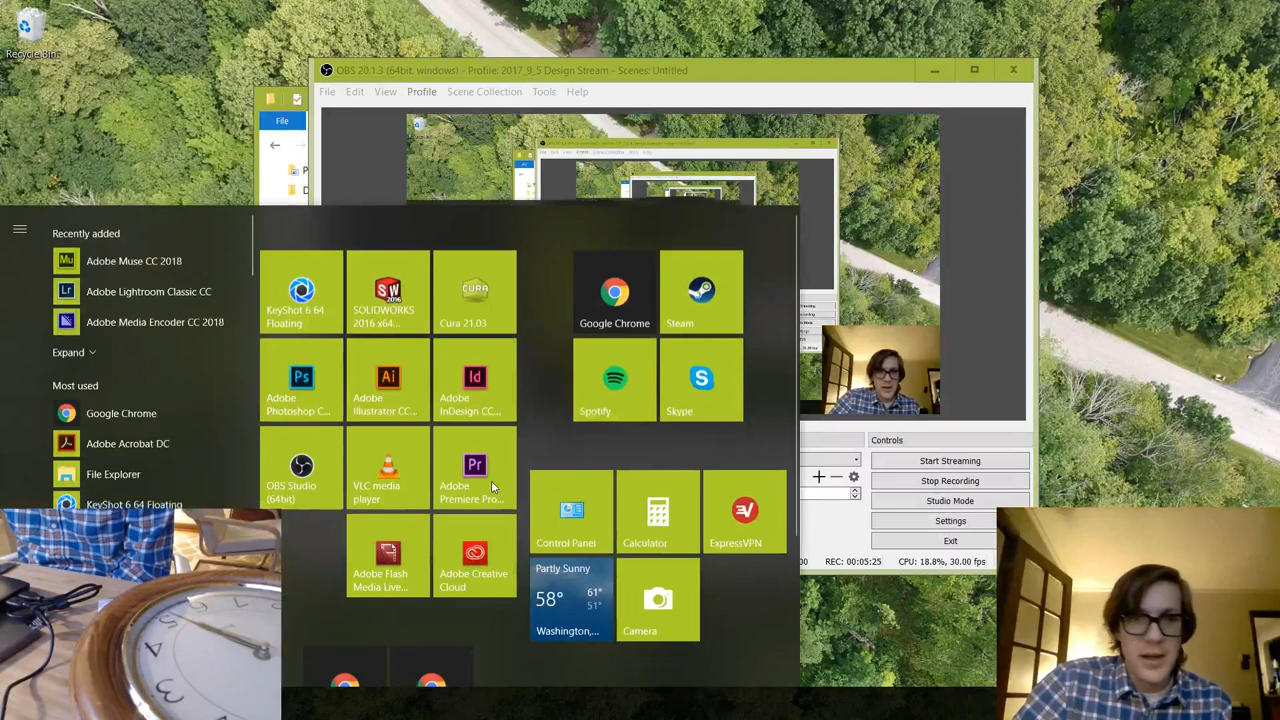 Recycle Bin
OBS 20.1.3 (64bit, windows) - Profile: 2017_9_5 Design Stream - Scenes: Untitled
File Edit View Profile Scene Collection Tools Help
File
Recently added
Adobe Muse CC 2018
Adobe Lightroom Classic CC
Adobe Media Encoder CC 2018
Expand
Most used
Google Chrome
Adobe Acrobat DC
File Explorer
KeyShot 6 64 Floating
KeyShot 6 64
Floating
SOLIDWORKS
2016 x64...
CURA
Cura 21.03
Ps
Adobe
Photoshop C...
Ai
Adobe
Illustrator CC...
Id
Adobe
InDesign CC...
OBS Studio
(64bit)
VLC media
player
Pr
Adobe
Premiere Pro...
Adobe Flash
Media Live...
Adobe Creative
Cloud
Google Chrome
Steam
Spotify
Skype
Control Panel
Calculator
ExpressVPN
Partly Sunny
58° 61°
51°
Washington,...
Camera
Controls
Start Streaming
Stop Recording
Studio Mode
Settings
Exit
REC: 00:05:25 CPU: 18.8%, 30.00 fps